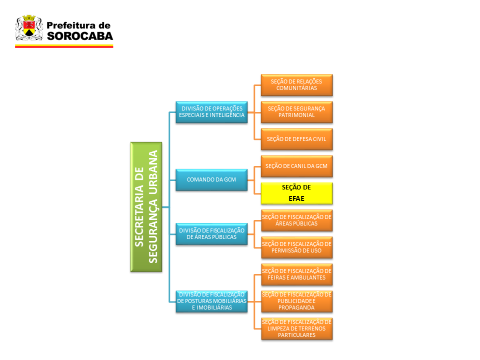 Prefeitura de
SOROCABA
SECRETARIA DE
SEGURANÇA URBANA
DIVISÃO DE OPERAÇÕES
ESPECIAIS E INTELIGÊNCIA
SEÇÃO DE RELAÇÕES
COMUNITÁRIAS
SEÇÃO DE SEGURANÇA
PATRIMONIAL
SEÇÃO DE DEFESA CIVIL
COMANDO DA GCM
SEÇÃO DE CANIL DA GCM
SEÇÃO DE
EFAE
DIVISÃO DE FISCALIZAÇÃO
DE ÁREAS PÚBLICAS
SEÇÃO DE FISCALIZAÇÃO DE
ÁREAS PÚBLICAS
SEÇÃO DE FISCALIZAÇÃO DE
PERMISSÃO DE USO
DIVISÃO DE FISCALIZAÇÃO
DE POSTURAS MOBILIÁRIAS
E IMOBILIÁRIAS
SEÇÃO DE FISCALIZAÇÃO DE
FEIRAS E AMBULANTES
SEÇÃO DE FISCALIZAÇÃO DE
PUBLICIDADE E
PROPAGANDA
SEÇÃO DE FISCALIZAÇÃO DE
LIMPEZA DE TERRENOS
PARTICULARES